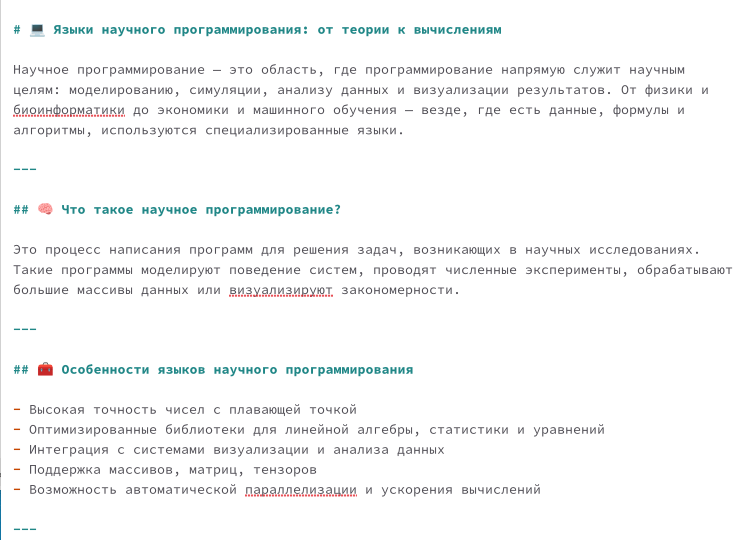 # 💻 Языки научного программирования: от теории к вычислениям
Научное программирование — это область, где программирование напрямую служит научным
целям: моделированию, симуляции, анализу данных и визуализации результатов. От физики и
биоинформатики до экономики и машинного обучения — везде, где есть данные, формулы и
алгоритмы, используются специализированные языки.
---
## 🧠 Что такое научное программирование?
Это процесс написания программ для решения задач, возникающих в научных исследованиях.
Такие программы моделируют поведение систем, проводят численные эксперименты, обрабатывают
большие массивы данных или визуализируют закономерности.
---
## 🧰 Особенности языков научного программирования
- Высокая точность чисел с плавающей точкой
- Оптимизированные библиотеки для линейной алгебры, статистики и уравнений
- Интеграция с системами визуализации и анализа данных
- Поддержка массивов, матриц, тензоров
- Возможность автоматической параллелизации и ускорения вычислений
---